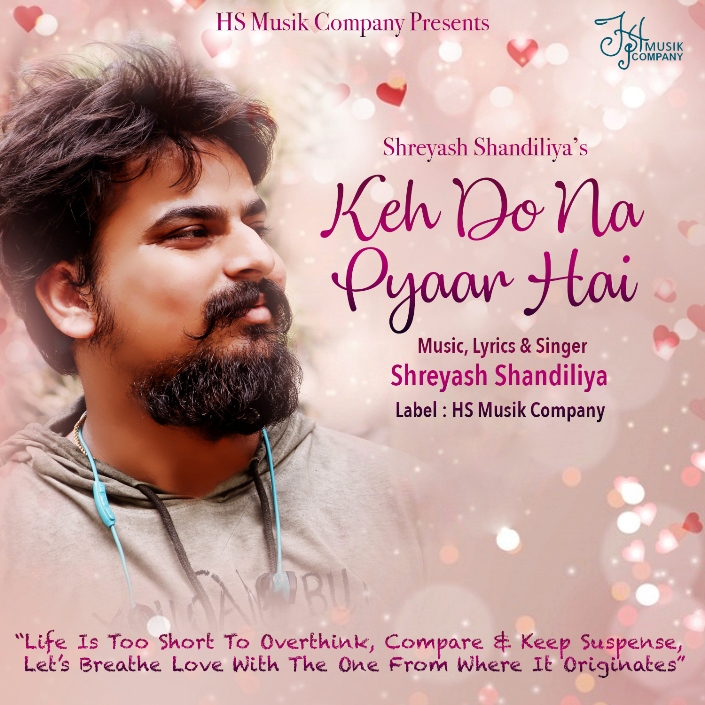 HS Musik Company Presents
HS MUSIK
COMPANY
Shreyash Shandiliya's
Keh Do Na
Pyaar Hai
Music, Lyrics & Singer
Shreyash Shandiliya
Label : HS Musik Company
"Life Is Too Short To Overthink, Compare & Keep Suspense,
Let's Breathe Love With The One From Where It Originates"